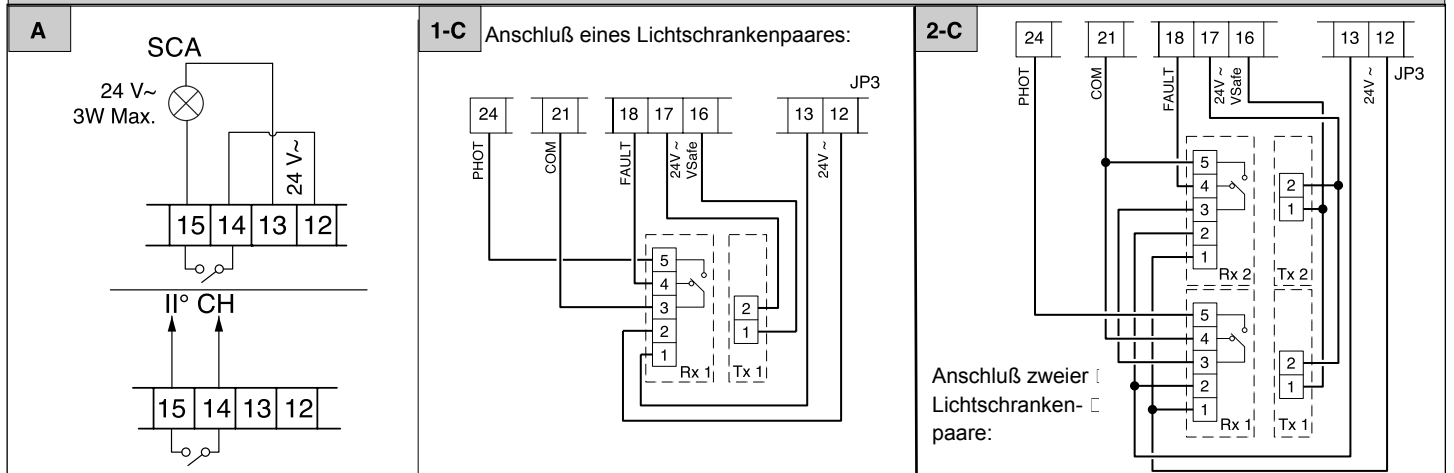 A
SCA
24 V~
3W Max.
24 V~
15 14 13 12
II° CH
15 14 13 12
1-C Anschluß eines Lichtschrankenpaares:
JP3
24 21 18 17 16 13 12
PHOT COM FAULT 24V ~ VSafe 24V ~
5
4
3
2
1
Rx 1
2
1
Tx 1
2-C
24 21 18 17 16 13 12
JP3
PHOT COM FAULT 24V ~ VSafe 24V ~
5
4
3
2
1
Rx 2
2
1
Tx 2
5
4
3
2
1
Rx 1
2
1
Tx 1
Anschluß zweier
Lichtschranken-
paare: